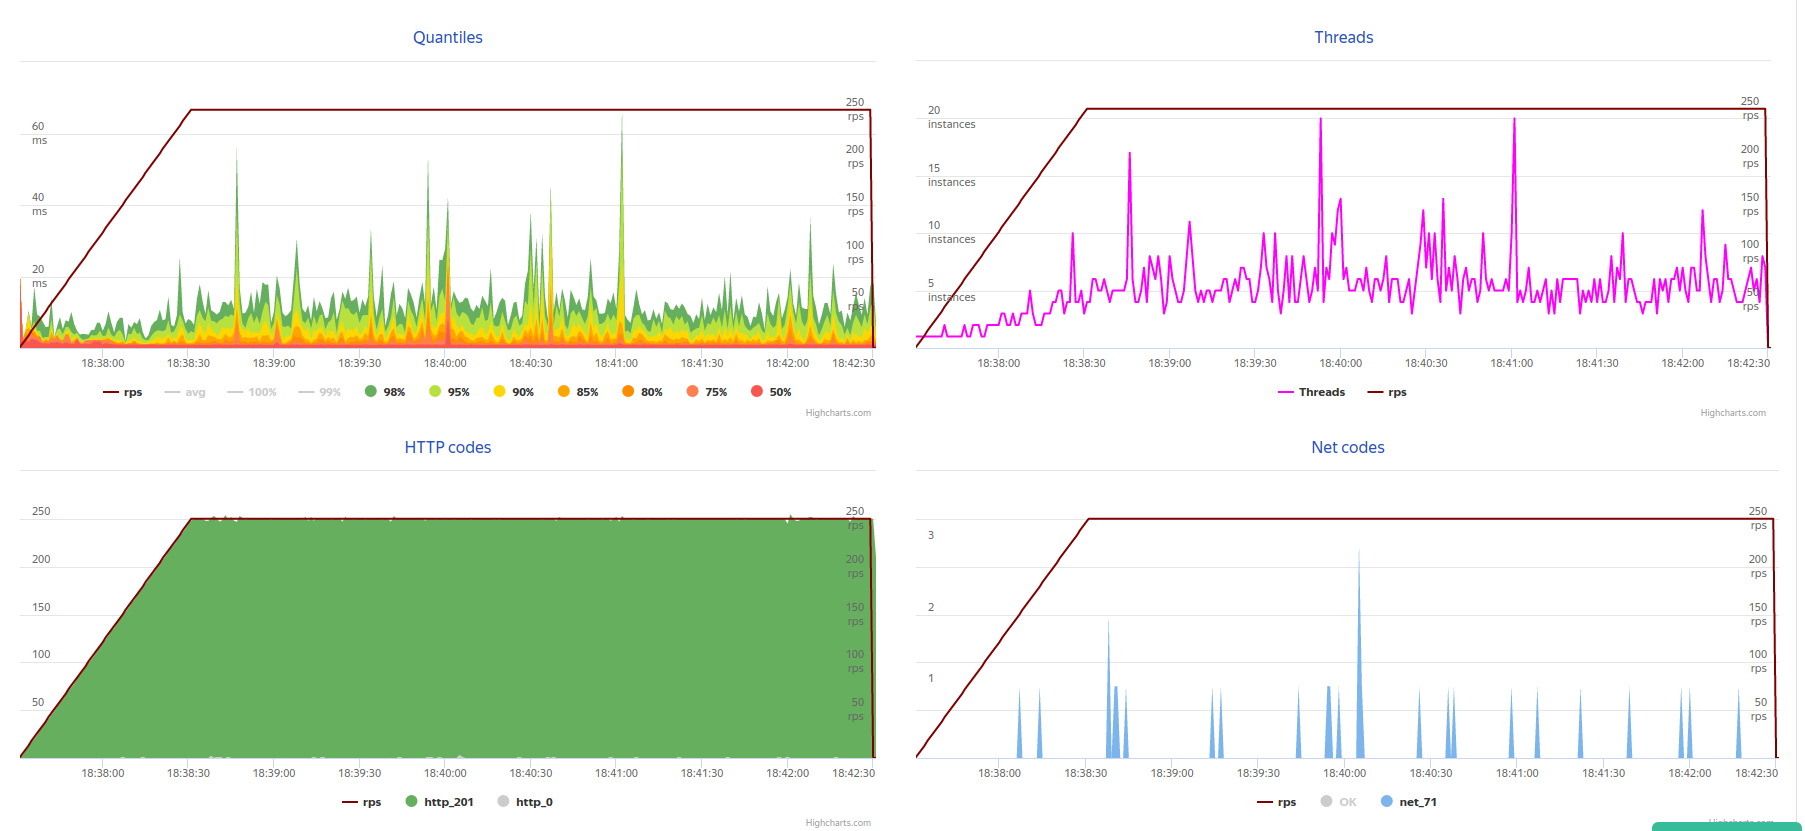 Quantiles
60
ms
40
ms
20
ms
250
rps
200
rps
150
rps
100
rps
50
rps
18:38:00 18:38:30 18:39:00 18:39:30 18:40:00 18:40:30 18:41:00 18:41:30 18:42:00 18:42:30
rps avg 100% 99% 98% 95% 90% 85% 80% 75% 50%
Highcharts.com
Threads
20
instances
15
instances
10
instances
5
instances
250
rps
200
rps
150
rps
100
rps
50
rps
18:38:00 18:38:30 18:39:00 18:39:30 18:40:00 18:40:30 18:41:00 18:41:30 18:42:00 18:42:30
Threads rps
Highcharts.com
HTTP codes
250
200
150
100
50
250
rps
200
rps
150
rps
100
rps
50
rps
18:38:00 18:38:30 18:39:00 18:39:30 18:40:00 18:40:30 18:41:00 18:41:30 18:42:00 18:42:30
rps http_201 http_0
Highcharts.com
Net codes
3
2
1
250
rps
200
rps
150
rps
100
rps
50
rps
18:38:00 18:38:30 18:39:00 18:39:30 18:40:00 18:40:30 18:41:00 18:41:30 18:42:00 18:42:30
rps OK net_71
Highcharts.com